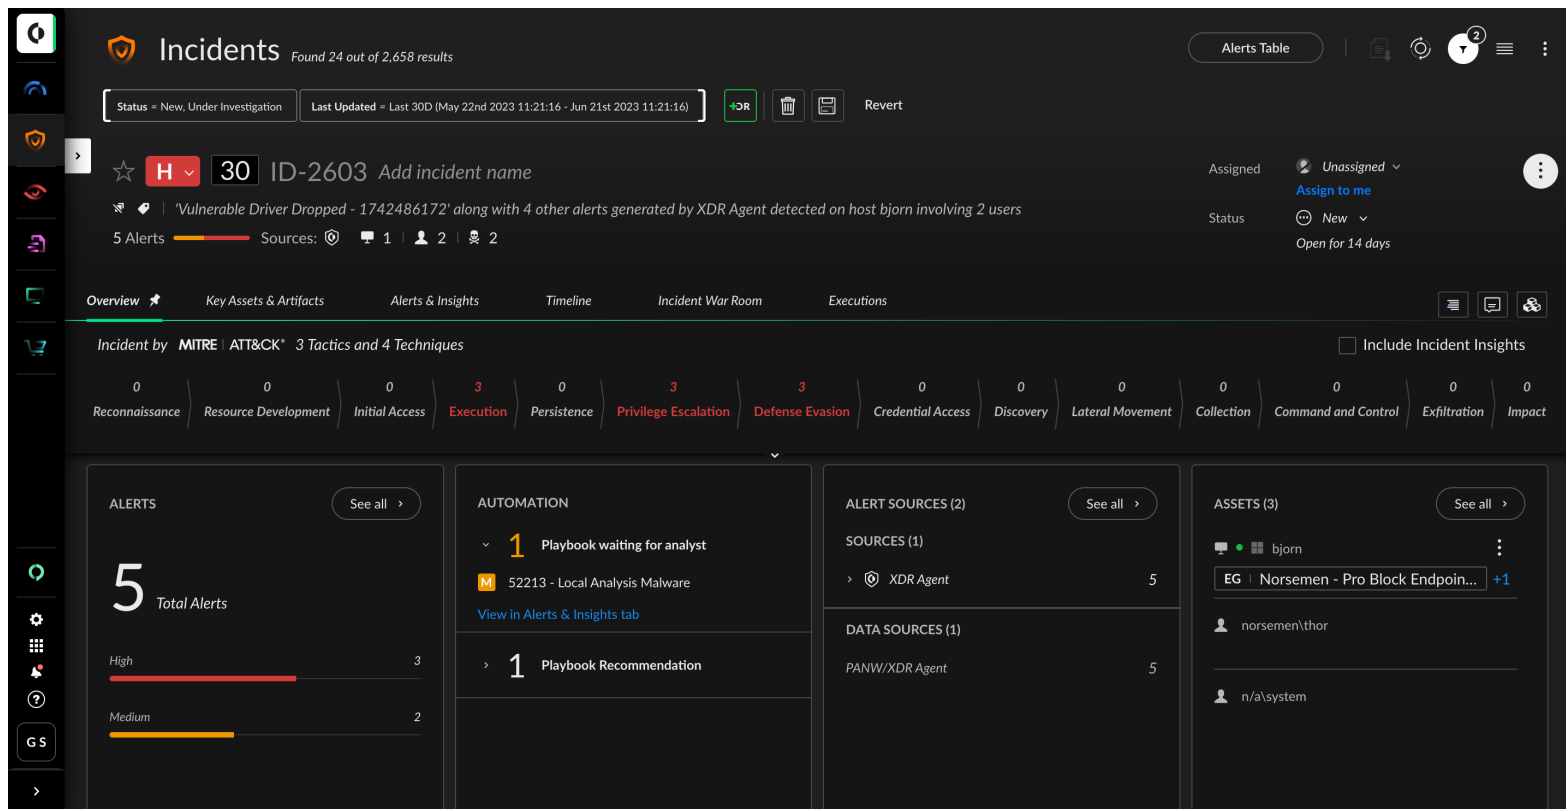 Incidents Found 24 out of 2,658 results
Alerts Table
2
Status = New, Under Investigation
Last Updated = Last 30D (May 22nd 2023 11:21:16 - Jun 21st 2023 11:21:16)
+OR
Revert
H 30 ID-2603 Add incident name
'Vulnerable Driver Dropped - 1742486172' along with 4 other alerts generated by XDR Agent detected on host bjorn involving 2 users
5 Alerts Sources: 1 2 2
Assigned Unassigned
Assign to me
Status New
Open for 14 days
Overview Key Assets & Artifacts Alerts & Insights Timeline Incident War Room Executions
Incident by MITRE | ATT&CK® 3 Tactics and 4 Techniques
Include Incident Insights
0 0 0 3 0 3 3 0 0 0 0 0 0 0
Reconnaissance Resource Development Initial Access Execution Persistence Privilege Escalation Defense Evasion Credential Access Discovery Lateral Movement Collection Command and Control Exfiltration Impact
ALERTS See all
5 Total Alerts
High 3
Medium 2
AUTOMATION
1 Playbook waiting for analyst
M 52213 - Local Analysis Malware
View in Alerts & Insights tab
1 Playbook Recommendation
ALERT SOURCES (2) See all
SOURCES (1)
XDR Agent 5
DATA SOURCES (1)
PANW/XDR Agent 5
ASSETS (3) See all
bjorn
EG | Norsemen - Pro Block Endpoin... +1
norsemen\thor
n/a\system
G S